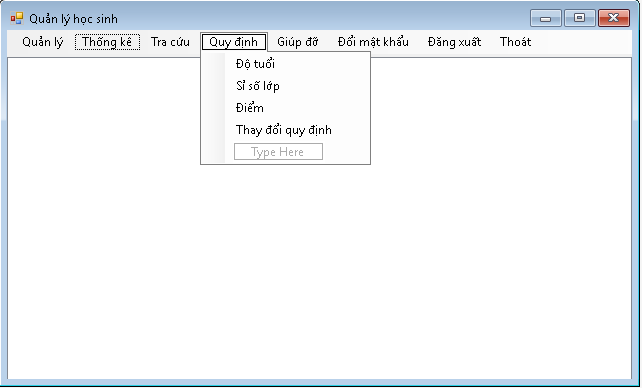 Quản lý học sinh
Quản lý Thống kê Tra cứu Quy định Giúp đỡ Đổi mật khẩu Đăng xuất Thoát
Độ tuổi
Sỉ số lớp
Điểm
Thay đổi quy định
Type Here